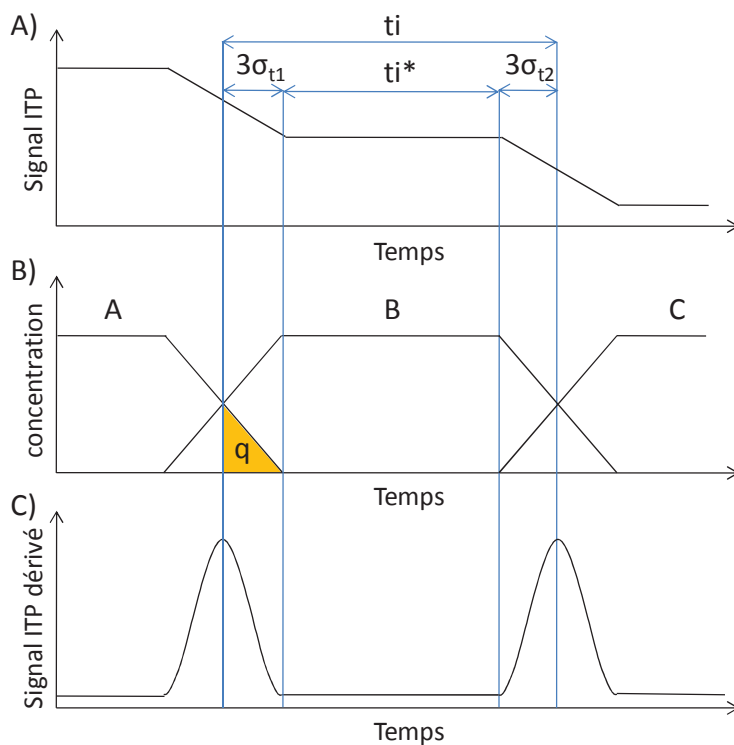 A)
ti
3σt1
ti*
3σt2
Signal ITP
Temps
B)
A
B
C
concentration
q
Temps
C)
Signal ITP dérivé
Temps